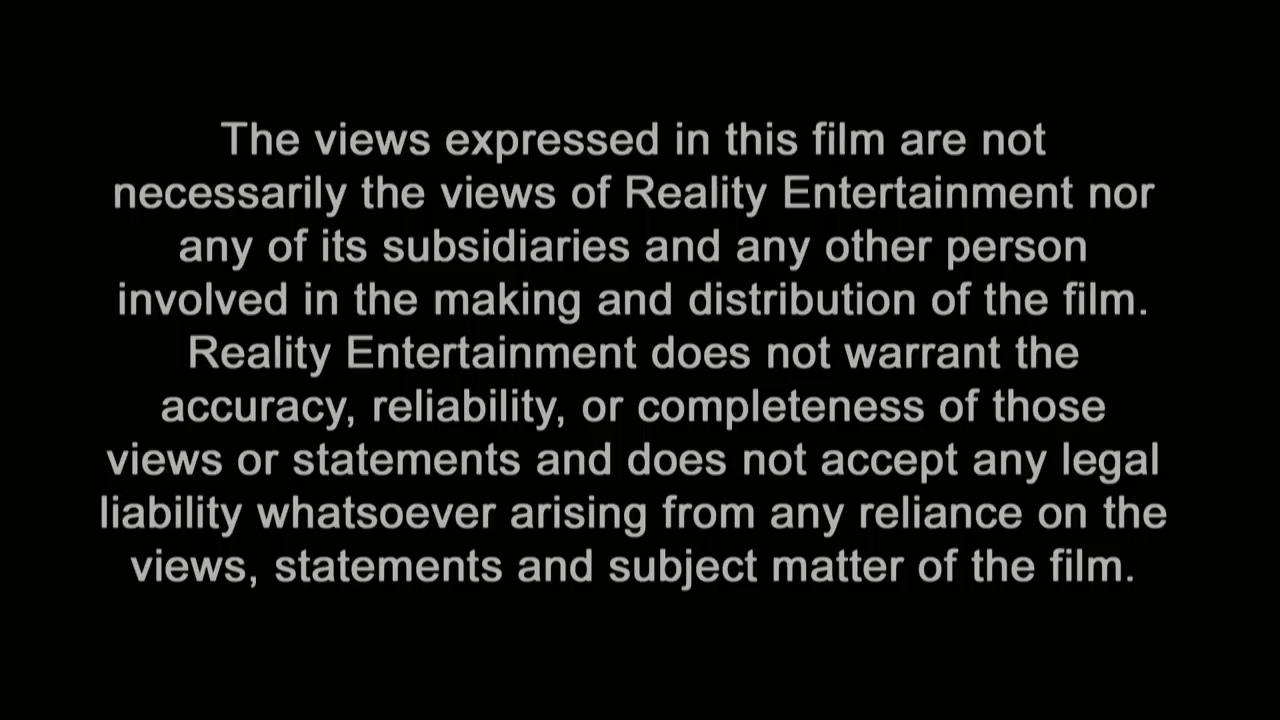 The views expressed in this film are not
necessarily the views of Reality Entertainment nor
any of its subsidiaries and any other person
involved in the making and distribution of the film.
Reality Entertainment does not warrant the
accuracy, reliability, or completeness of those
views or statements and does not accept any legal
liability whatsoever arising from any reliance on the
views, statements and subject matter of the film.